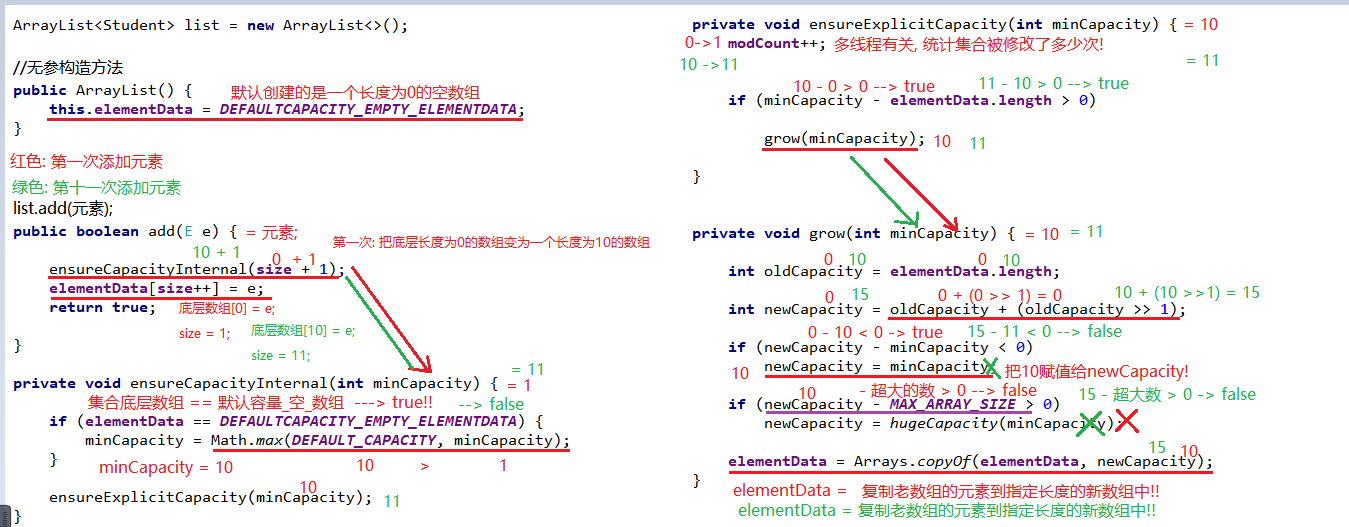 ArrayList<Student> list = new ArrayList<>();
//无参构造方法
public ArrayList() {
默认创建的是一个长度为0的空数组
this.elementData = DEFAULTCAPACITY_EMPTY_ELEMENTDATA;
}
红色: 第一次添加元素
绿色: 第十一次添加元素
list.add(元素);
public boolean add(E e) { = 元素;
第一次: 把底层长度为0的数组变为一个长度为10的数组
10 + 1
0 + 1
ensureCapacityInternal(size + 1);
elementData[size++] = e;
return true;
底层数组[0] = e;
size = 1;
底层数组[10] = e;
size = 11;
}
= 11
private void ensureCapacityInternal(int minCapacity) { = 1
集合底层数组 == 默认容量_空_数组 ---> true!! --> false
if (elementData == DEFAULTCAPACITY_EMPTY_ELEMENTDATA) {
minCapacity = Math.max(DEFAULT_CAPACITY, minCapacity);
}
minCapacity = 10
10 > 1
10
ensureExplicitCapacity(minCapacity); 11
}
private void ensureExplicitCapacity(int minCapacity) { = 10
0->1 modCount++; 多线程有关, 统计集合被修改了多少次!
10 ->11
= 11
10 - 0 > 0 --> true
11 - 10 > 0 --> true
if (minCapacity - elementData.length > 0)
grow(minCapacity); 10 11
}
private void grow(int minCapacity) { = 10 = 11
0 10 0 10
int oldCapacity = elementData.length;
0 15 0 + (0 >> 1) = 0 10 + (10 >>1) = 15
int newCapacity = oldCapacity + (oldCapacity >> 1);
0 - 10 < 0 -> true 15 - 11 < 0 --> false
if (newCapacity - minCapacity < 0)
10 newCapacity = minCapacity; 把10赋值给newCapacity!
10 - 超大的数 > 0 --> false 15 - 超大数 > 0 -> false
if (newCapacity - MAX_ARRAY_SIZE > 0)
newCapacity = hugeCapacity(minCapacity);
15 10
elementData = Arrays.copyOf(elementData, newCapacity);
}
elementData = 复制老数组的元素到指定长度的新数组中!!
elementData = 复制老数组的元素到指定长度的新数组中!!